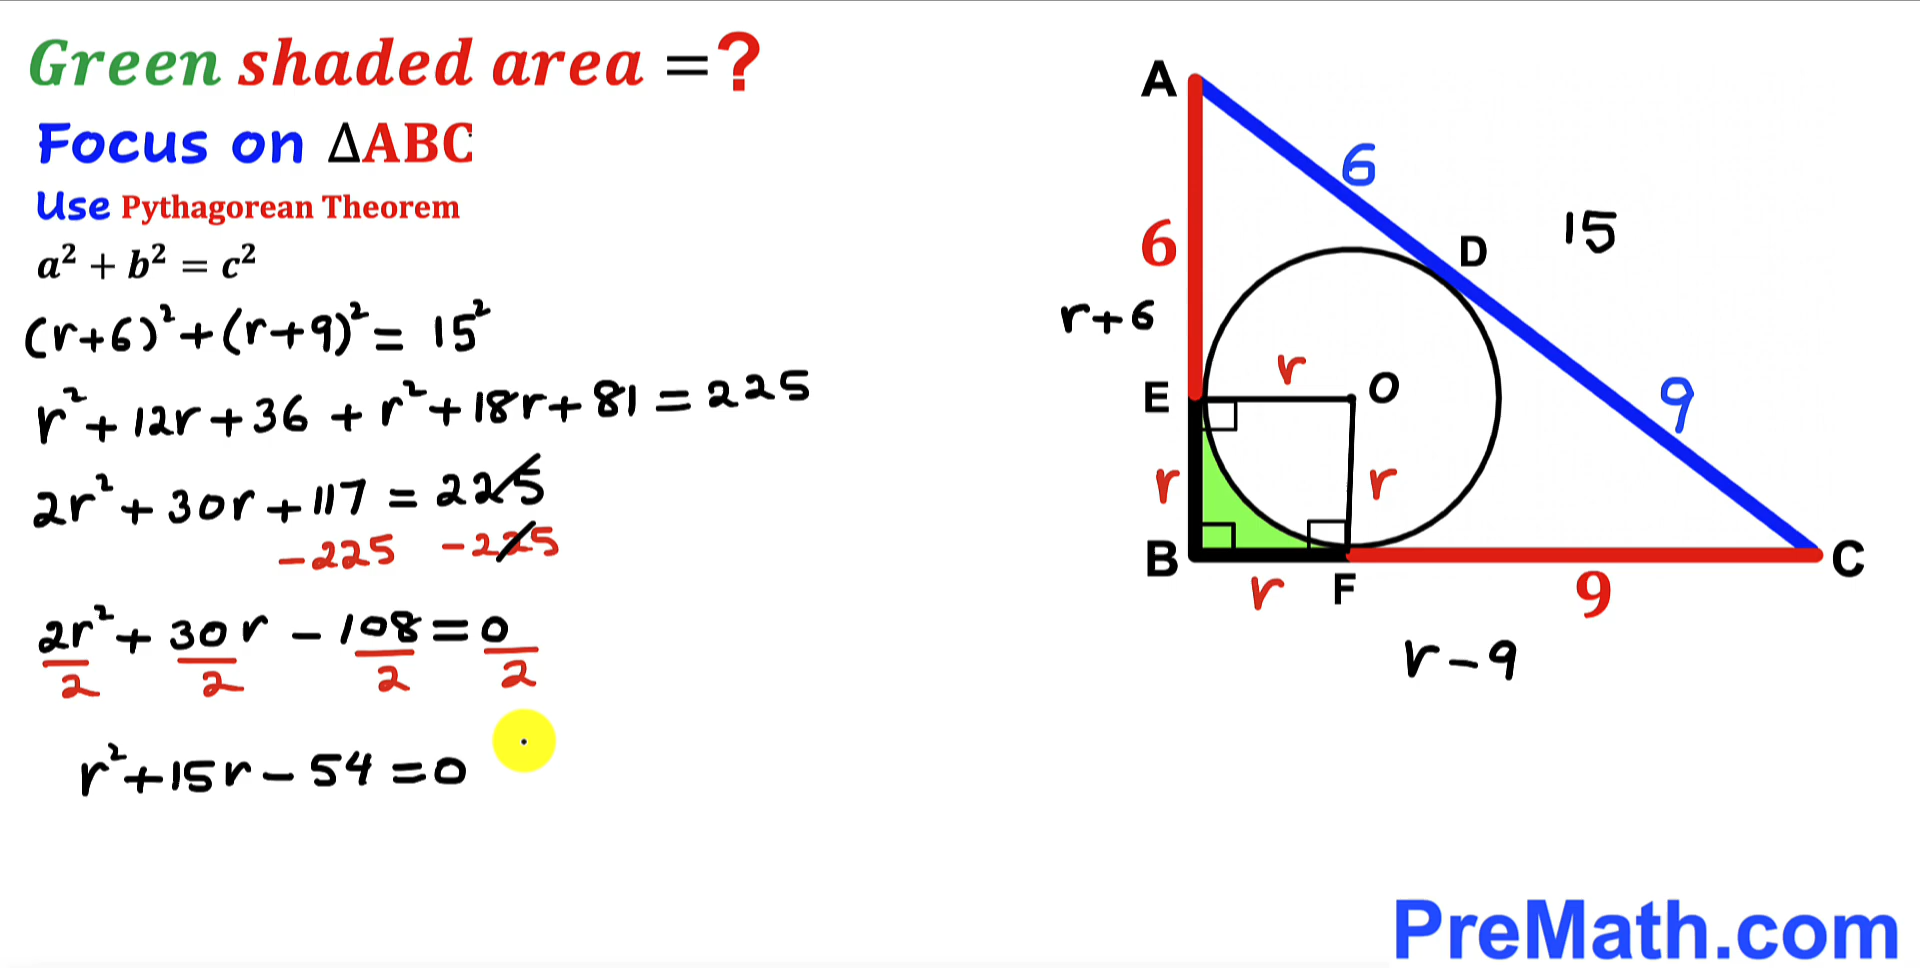 Green shaded area =?
Focus on ΔABC
Use Pythagorean Theorem
a² + b² = c²
(r+6)²+(r+9)²= 15²
r²+12r+36 + r²+18r+81 = 225
2r²+30r+117 = 225
-225 -225
2r²+30r-108=0
2 2 2 2
r²+15r-54=0
A
6
15
6
D
r+6
r
O
E
9
r
r
B
C
r
F
9
r-9
PreMath.com